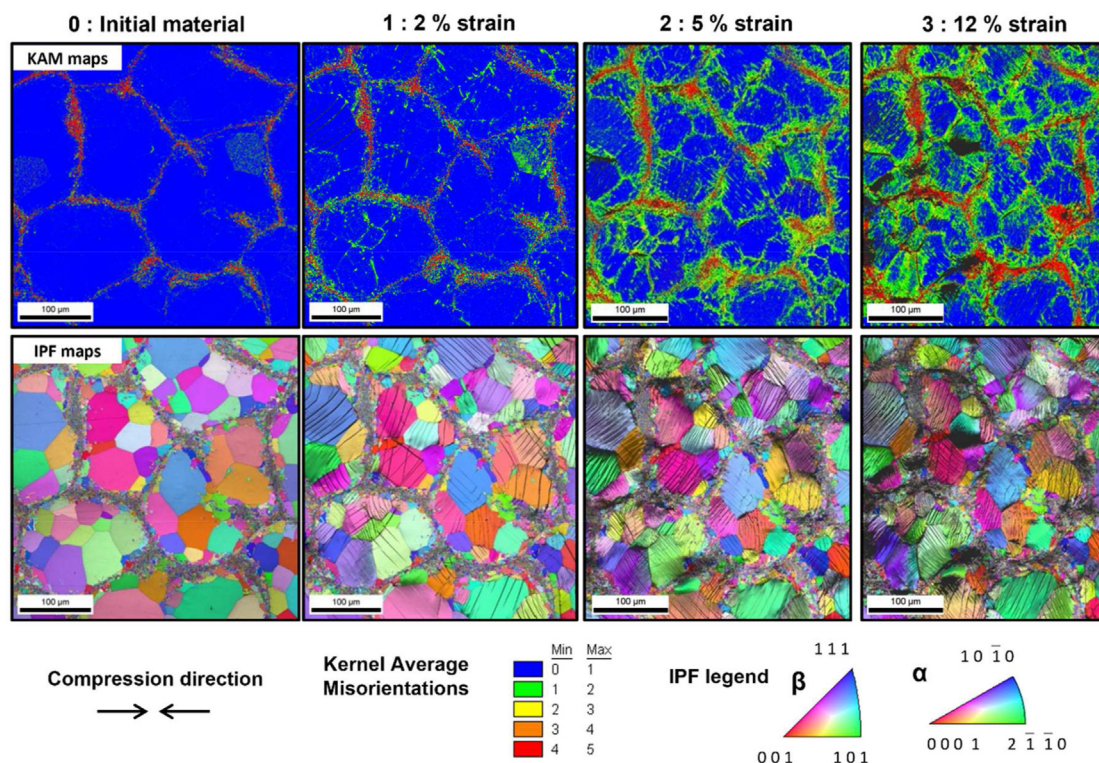 0 : Initial material
1 : 2 % strain
2 : 5 % strain
3 : 12 % strain
KAM maps
100 µm
100 µm
100 µm
100 µm
IPF maps
100 µm
100 µm
100 µm
100 µm
Compression direction
Kernel Average
Misorientations
Min Max
0 1
1 2
2 3
3 4
4 5
IPF legend
β
1 1 1
0 0 1
1 0 1
α
1 0 1̅ 0
0 0 0 1
2 1̅ 1̅ 0